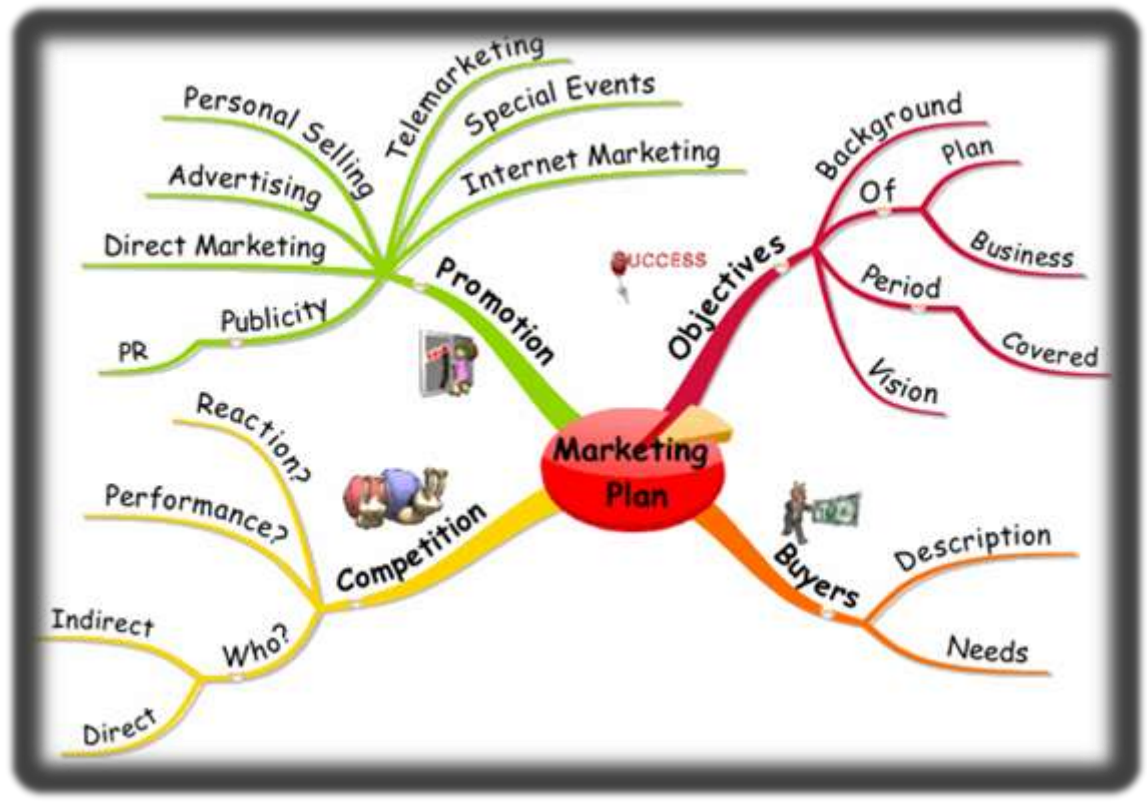 Marketing
Plan
Objectives
Background
Of
Plan
Business
Period
Covered
Vision
Buyers
Description
Needs
Competition
Who?
Direct
Indirect
Performance?
Reaction?
Promotion
Publicity
PR
Direct Marketing
Advertising
Personal Selling
Telemarketing
Special Events
Internet Marketing
SUCCESS